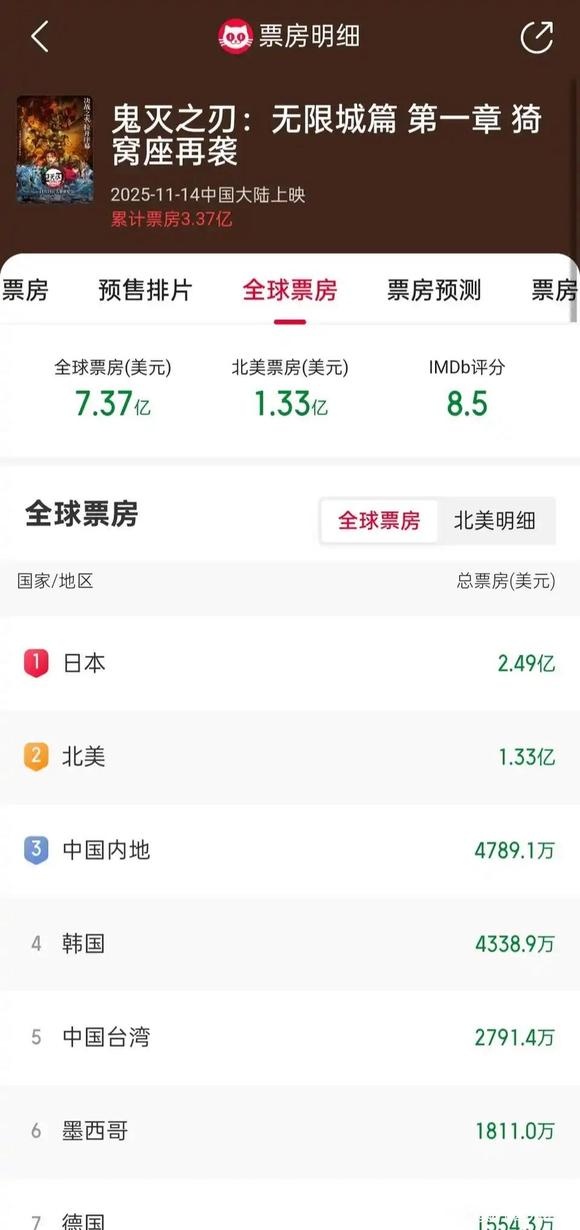 票房明细
鬼灭之刃：无限城篇 第一章 猗
窝座再袭
2025-11-14中国大陆上映
累计票房3.37亿
票房 预售排片 全球票房 票房预测 票房
全球票房(美元) 北美票房(美元) IMDb评分
7.37亿 1.33亿 8.5
全球票房 全球票房 北美明细
国家/地区 总票房(美元)
1 日本 2.49亿
2 北美 1.33亿
3 中国内地 4789.1万
4 韩国 4338.9万
5 中国台湾 2791.4万
6 墨西哥 1811.0万
7 德国 1554.3万